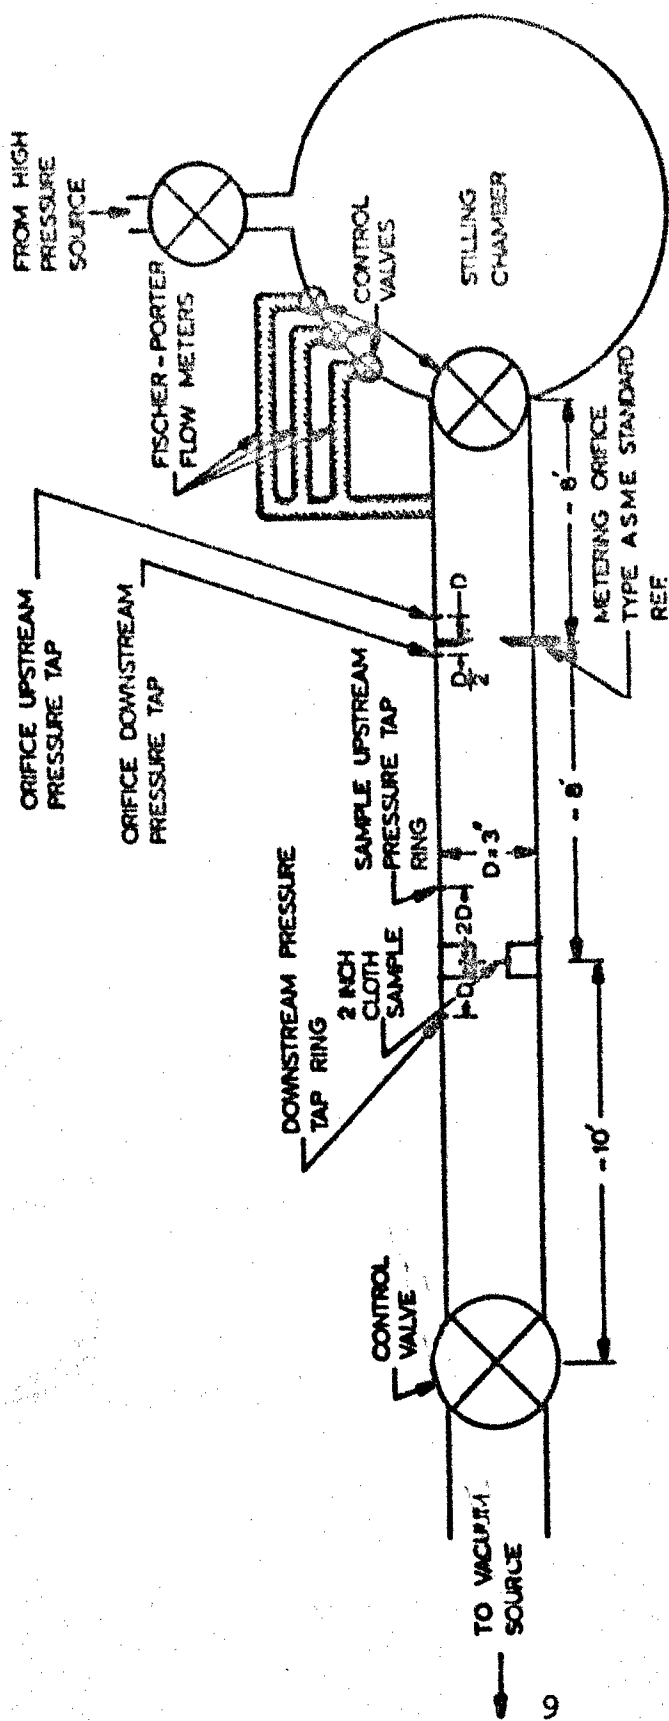 FROM HIGH
PRESSURE
SOURCE
FISCHER-PORTER
FLOW METERS
CONTROL
VALVES
STILLING
CHAMBER
ORIFICE UPSTREAM
PRESSURE TAP
ORIFICE DOWNSTREAM
PRESSURE TAP
D
D
2
~8'
METERING ORIFICE
TYPE ASME STANDARD
REF.
SAMPLE UPSTREAM
PRESSURE TAP
RING
D=3"
~8'
DOWNSTREAM PRESSURE
TAP RING
2 INCH
CLOTH
SAMPLE
D
2D
~10'
CONTROL
VALVE
TO VACUUM
SOURCE
9